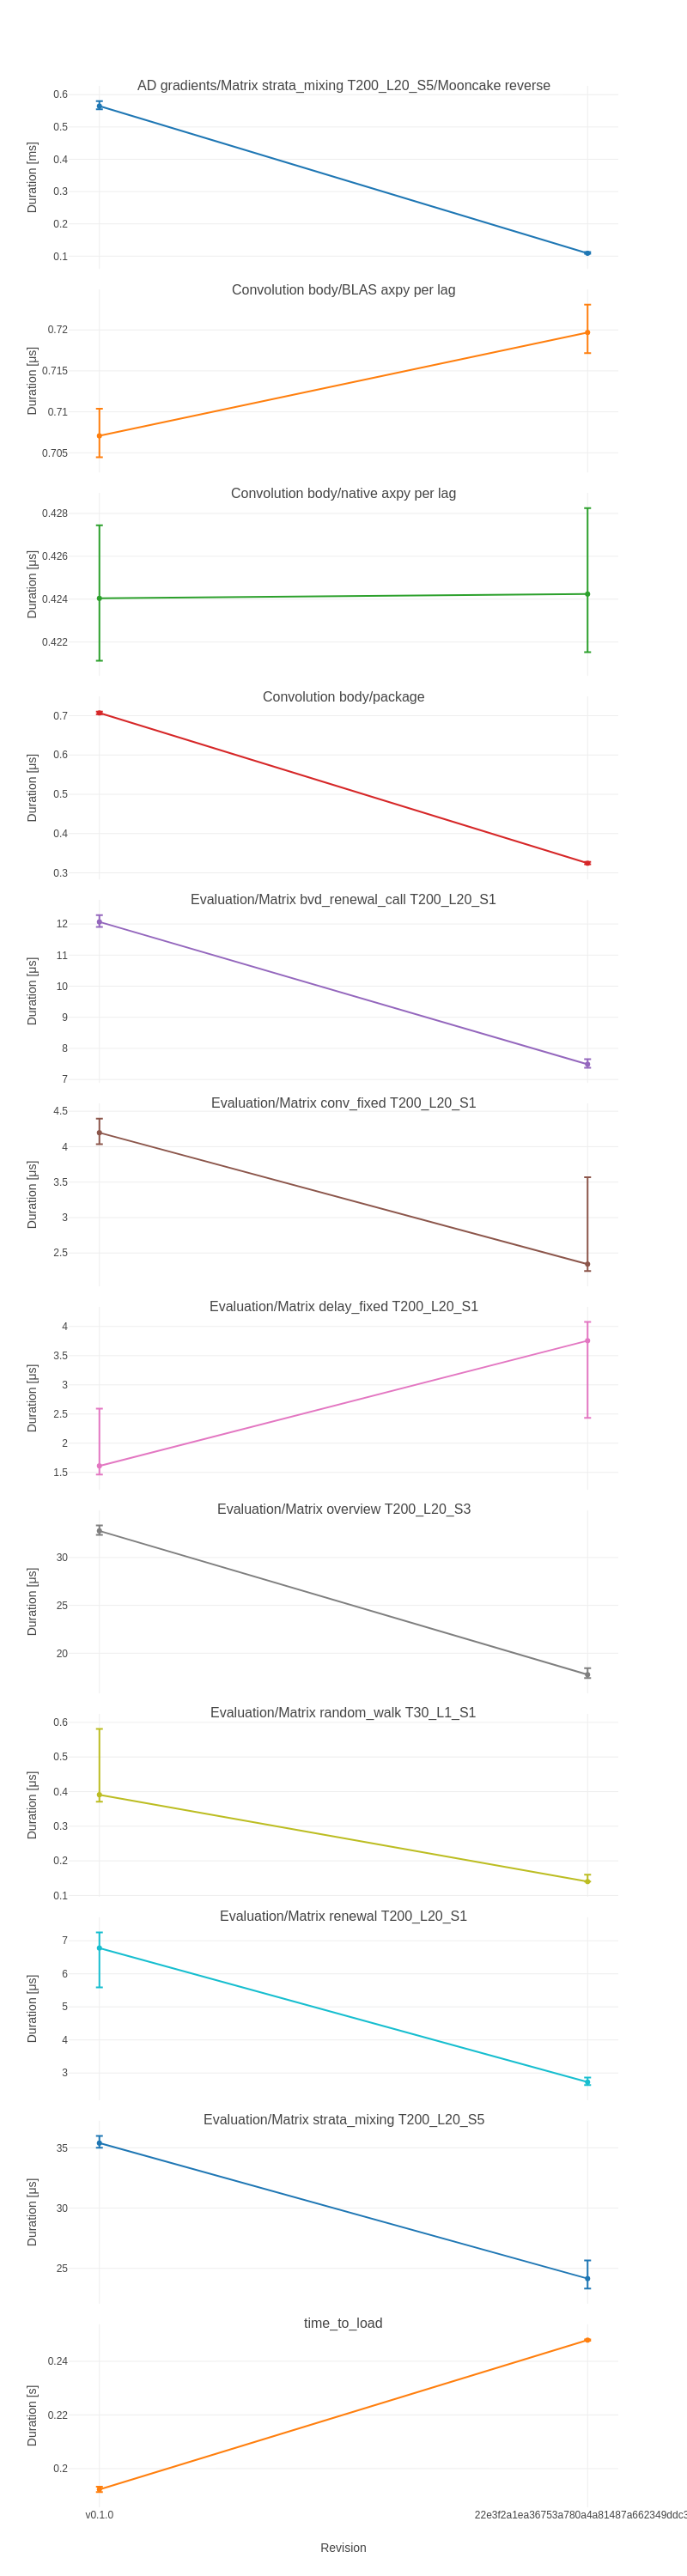 AD gradients/Matrix strata_mixing T200_L20_S5/Mooncake reverse
Duration [ms]
0.6
0.5
0.4
0.3
0.2
0.1
Convolution body/BLAS axpy per lag
Duration [μs]
0.72
0.715
0.71
0.705
Convolution body/native axpy per lag
Duration [μs]
0.428
0.426
0.424
0.422
Convolution body/package
Duration [μs]
0.7
0.6
0.5
0.4
0.3
Evaluation/Matrix bvd_renewal_call T200_L20_S1
Duration [μs]
12
11
10
9
8
7
Evaluation/Matrix conv_fixed T200_L20_S1
Duration [μs]
4.5
4
3.5
3
2.5
Evaluation/Matrix delay_fixed T200_L20_S1
Duration [μs]
4
3.5
3
2.5
2
1.5
Evaluation/Matrix overview T200_L20_S3
Duration [μs]
30
25
20
Evaluation/Matrix random_walk T30_L1_S1
Duration [μs]
0.6
0.5
0.4
0.3
0.2
0.1
Evaluation/Matrix renewal T200_L20_S1
Duration [μs]
7
6
5
4
3
Evaluation/Matrix strata_mixing T200_L20_S5
Duration [μs]
35
30
25
time_to_load
Duration [s]
0.24
0.22
0.2
v0.1.0
22e3f2a1ea36753a780a4a81487a662349ddc3
Revision